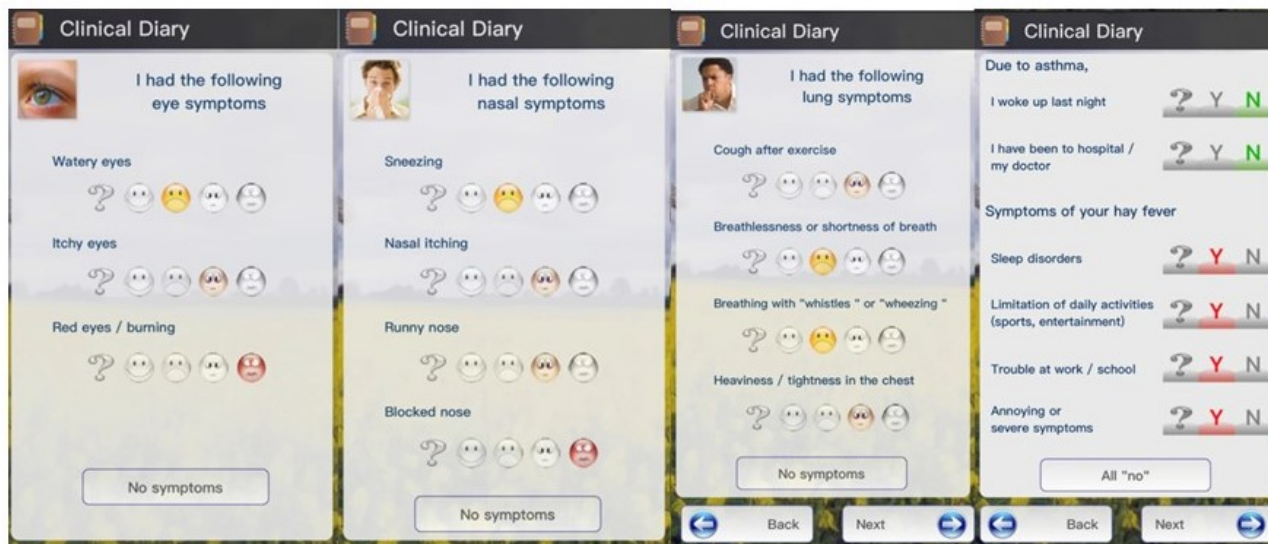 Clinical Diary
I had the following
eye symptoms
Watery eyes
?
Itchy eyes
?
Red eyes / burning
?
No symptoms
Clinical Diary
I had the following
nasal symptoms
Sneezing
?
Nasal itching
?
Runny nose
?
Blocked nose
?
No symptoms
Clinical Diary
I had the following
lung symptoms
Cough after exercise
?
Breathlessness or shortness of breath
?
Breathing with "whistles " or "wheezing "
?
Heaviness / tightness in the chest
?
No symptoms
Back
Next
Clinical Diary
Due to asthma,
I woke up last night
? Y N
I have been to hospital /
my doctor
? Y N
Symptoms of your hay fever
Sleep disorders
? Y N
Limitation of daily activities
(sports, entertainment)
? Y N
Trouble at work / school
? Y N
Annoying or
severe symptoms
? Y N
All "no"
Back
Next